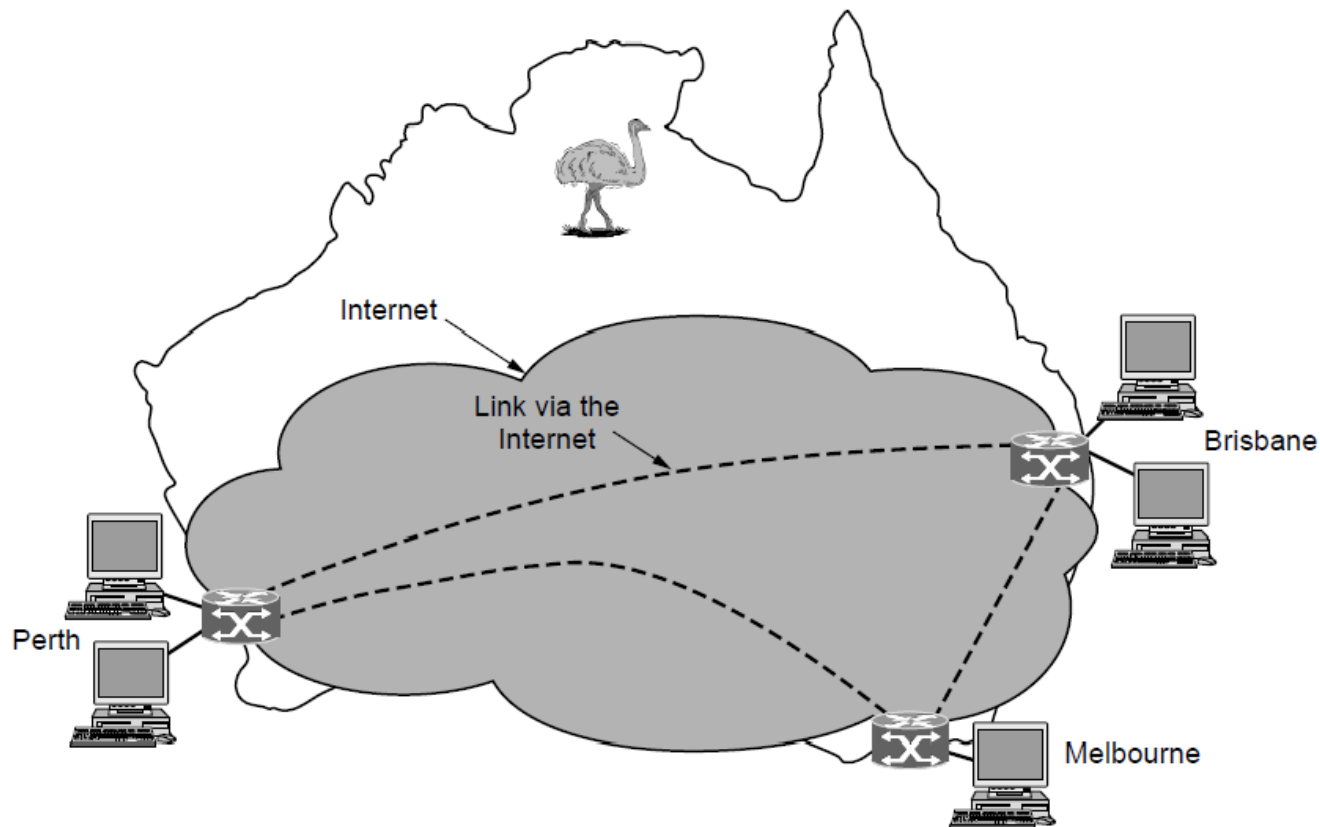 Internet
Link via the
Internet
Brisbane
Perth
Melbourne